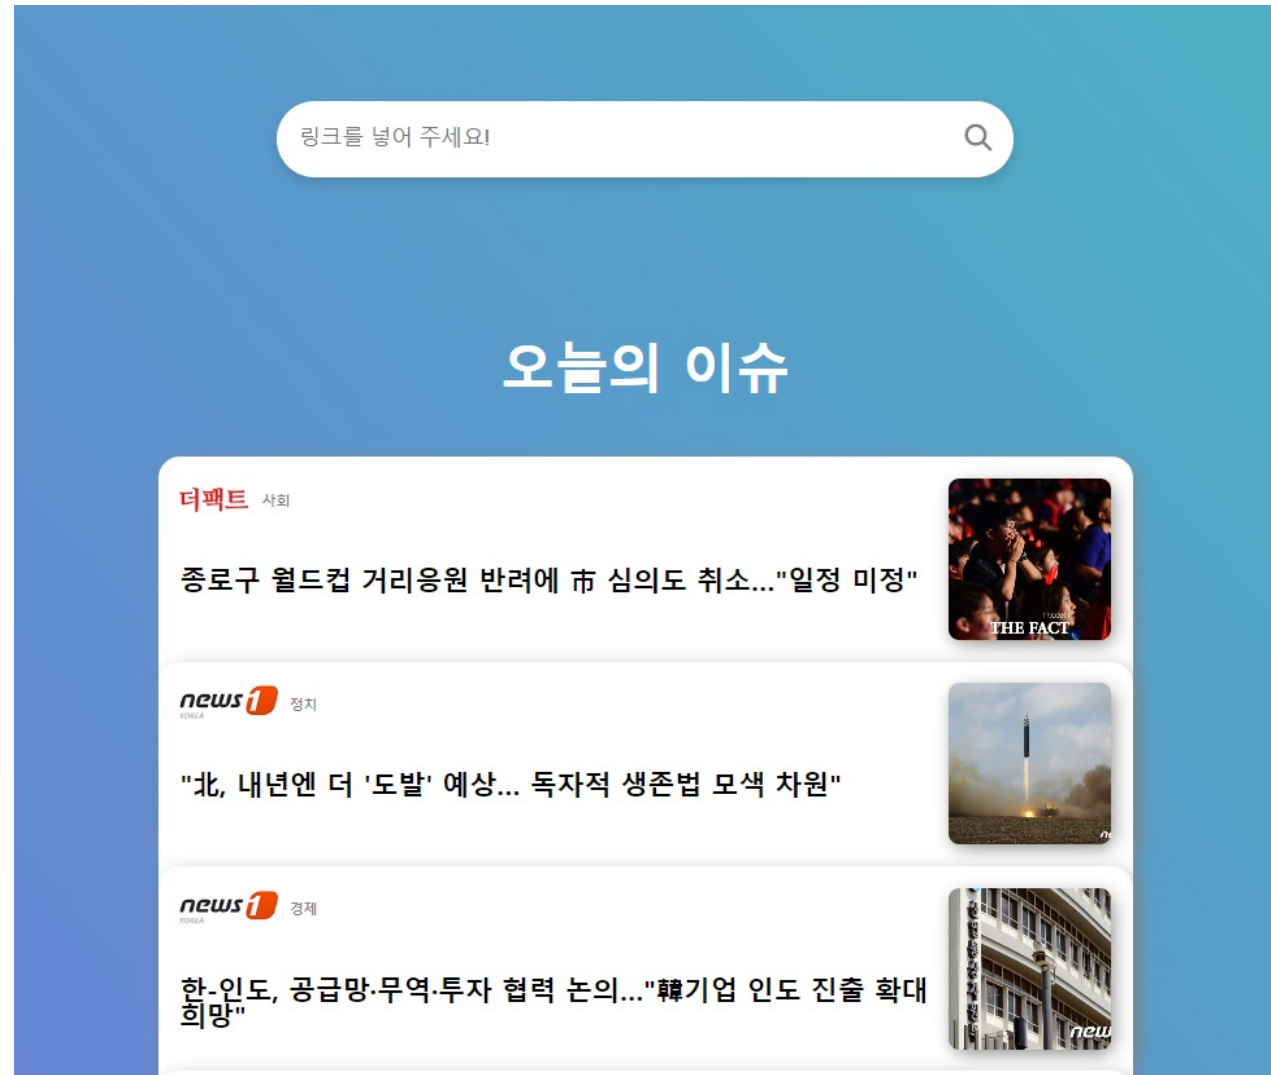 링크를 넣어 주세요!
오늘의 이슈
더팩트 사회
종로구 월드컵 거리응원 반려에 市 심의도 취소..."일정 미정"
THE FACT
news1 정치
KOREA
"北, 내년엔 더 '도발' 예상... 독자적 생존법 모색 차원"
news1 경제
KOREA
한-인도, 공급망·무역·투자 협력 논의..."韓기업 인도 진출 확대
희망"
new